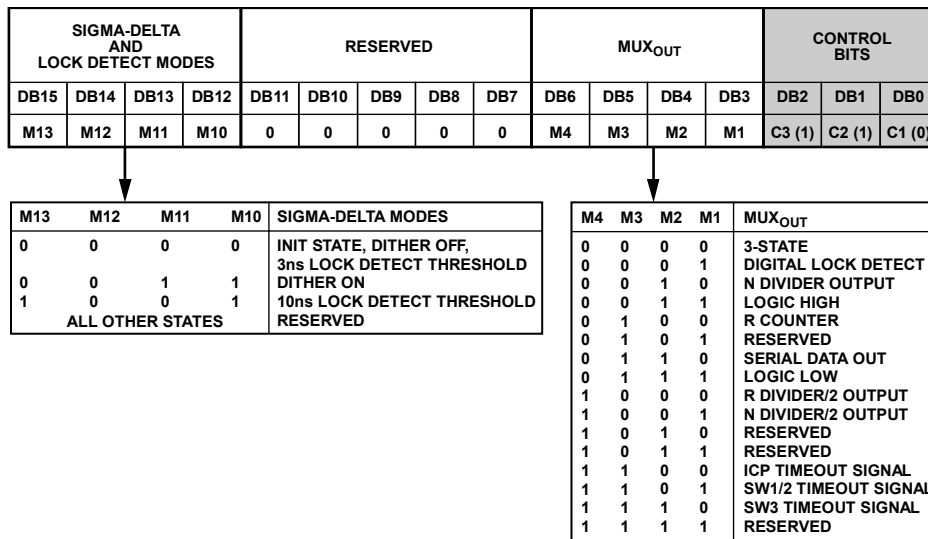 SIGMA-DELTA AND LOCK DETECT MODES RESERVED MUXOUT CONTROL BITS
DB15 DB14 DB13 DB12 DB11 DB10 DB9 DB8 DB7 DB6 DB5 DB4 DB3 DB2 DB1 DB0
M13 M12 M11 M10 0 0 0 0 0 M4 M3 M2 M1 C3 (1) C2 (1) C1 (0)
M13 M12 M11 M10 SIGMA-DELTA MODES
0 0 0 0 INIT STATE, DITHER OFF,
3ns LOCK DETECT THRESHOLD
0 0 1 1 DITHER ON
1 0 0 1 10ns LOCK DETECT THRESHOLD
ALL OTHER STATES RESERVED
M4 M3 M2 M1 MUXOUT
0 0 0 0 3-STATE
0 0 0 1 DIGITAL LOCK DETECT
0 0 1 0 N DIVIDER OUTPUT
0 0 1 1 LOGIC HIGH
0 1 0 0 R COUNTER
0 1 0 1 RESERVED
0 1 1 0 SERIAL DATA OUT
0 1 1 1 LOGIC LOW
1 0 0 0 R DIVIDER/2 OUTPUT
1 0 0 1 N DIVIDER/2 OUTPUT
1 0 1 0 RESERVED
1 0 1 1 RESERVED
1 1 0 0 ICP TIMEOUT SIGNAL
1 1 0 1 SW1/2 TIMEOUT SIGNAL
1 1 1 0 SW3 TIMEOUT SIGNAL
1 1 1 1 RESERVED